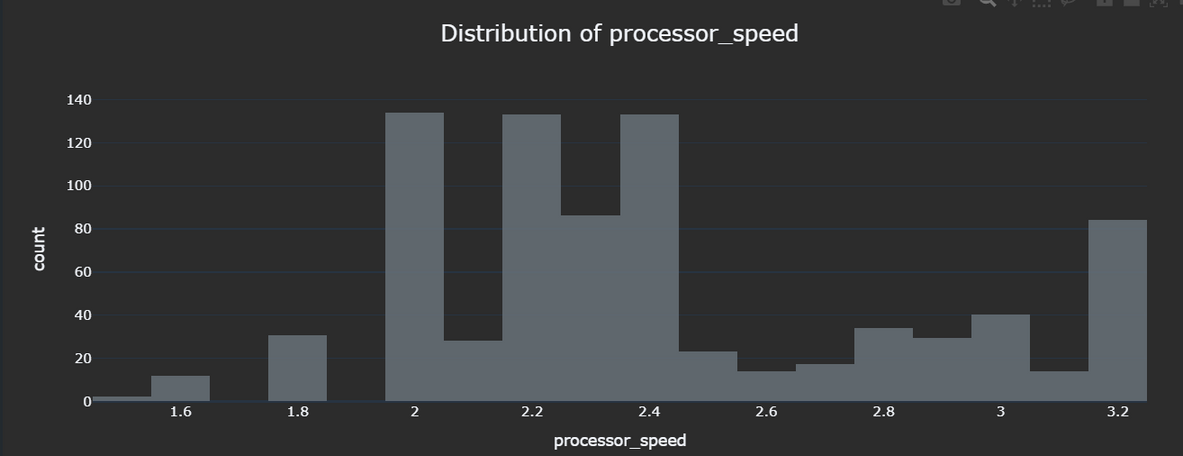 Distribution of processor_speed
140
120
100
80
60
40
20
0
count
1.6 1.8 2 2.2 2.4 2.6 2.8 3 3.2
processor_speed